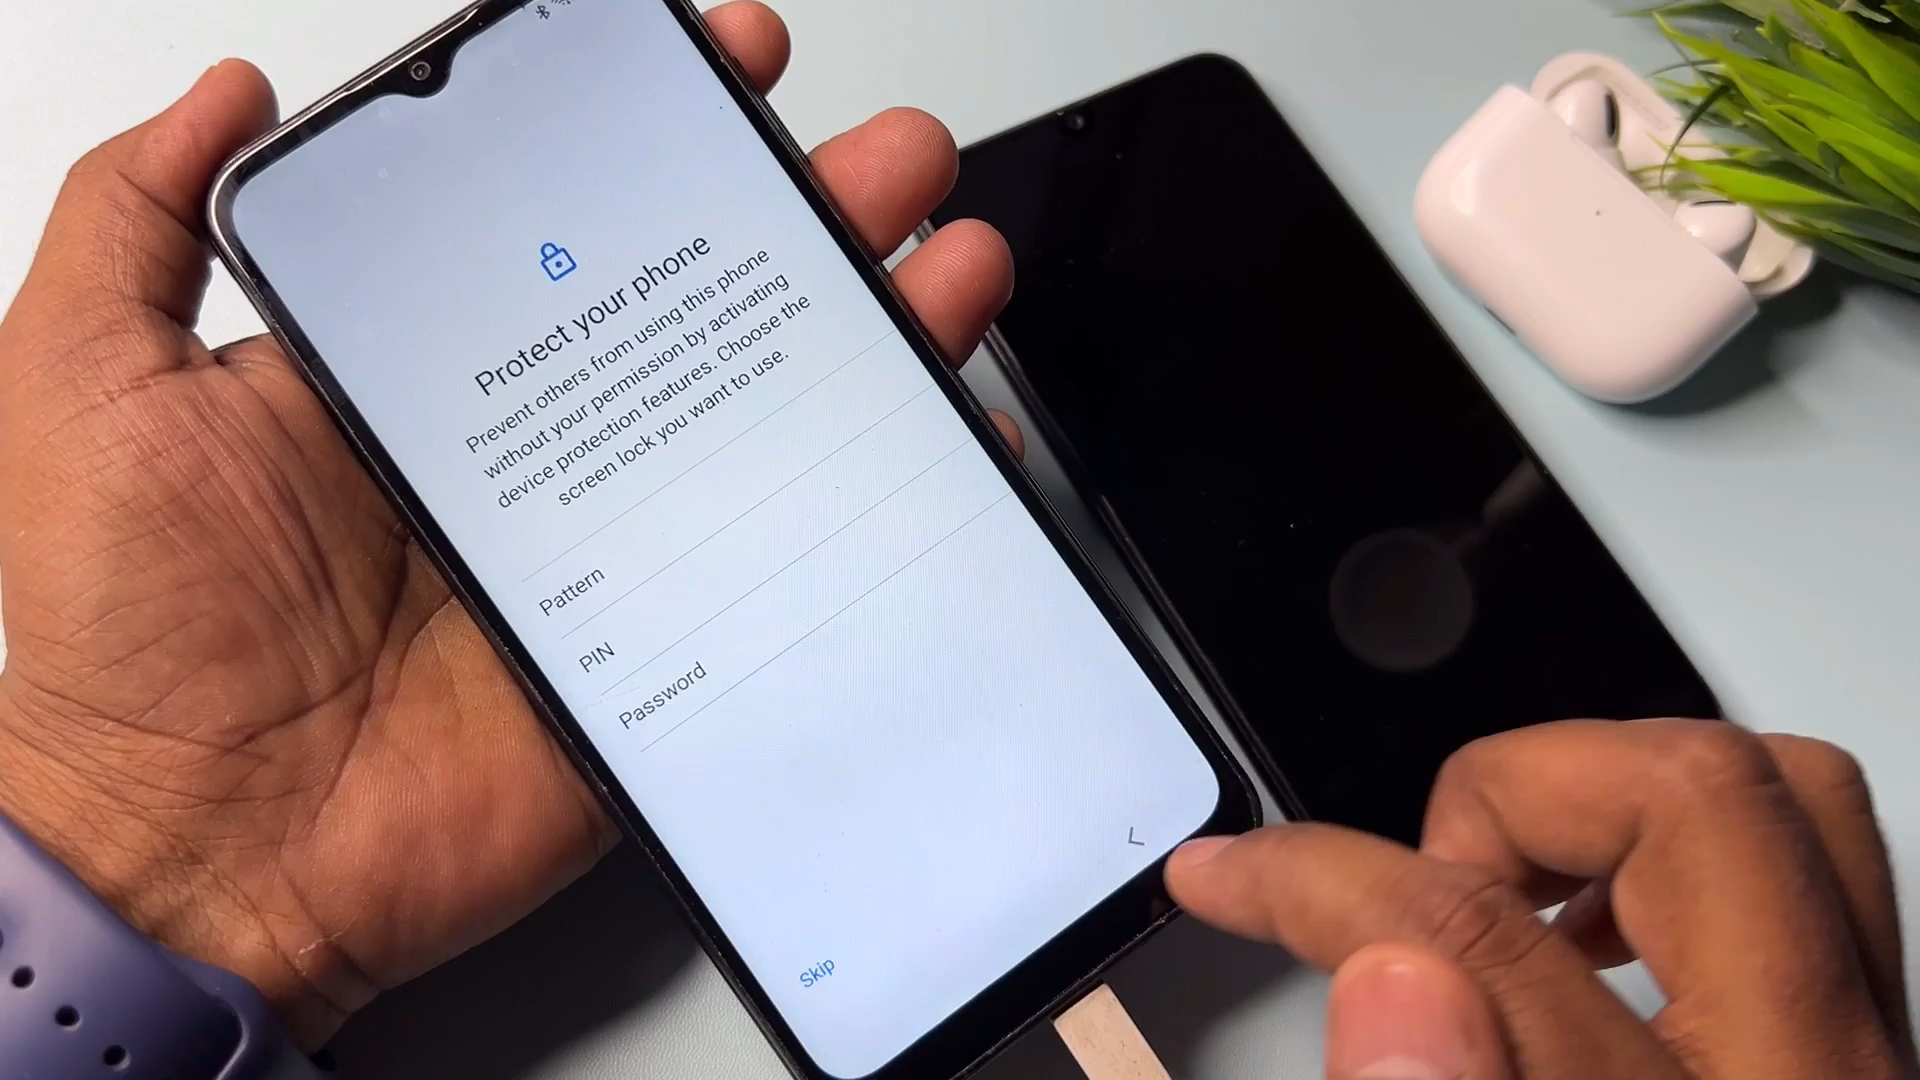 Protect your phone
Prevent others from using this phone
without your permission by activating
device protection features. Choose the
screen lock you want to use.
Pattern
PIN
Password
Skip